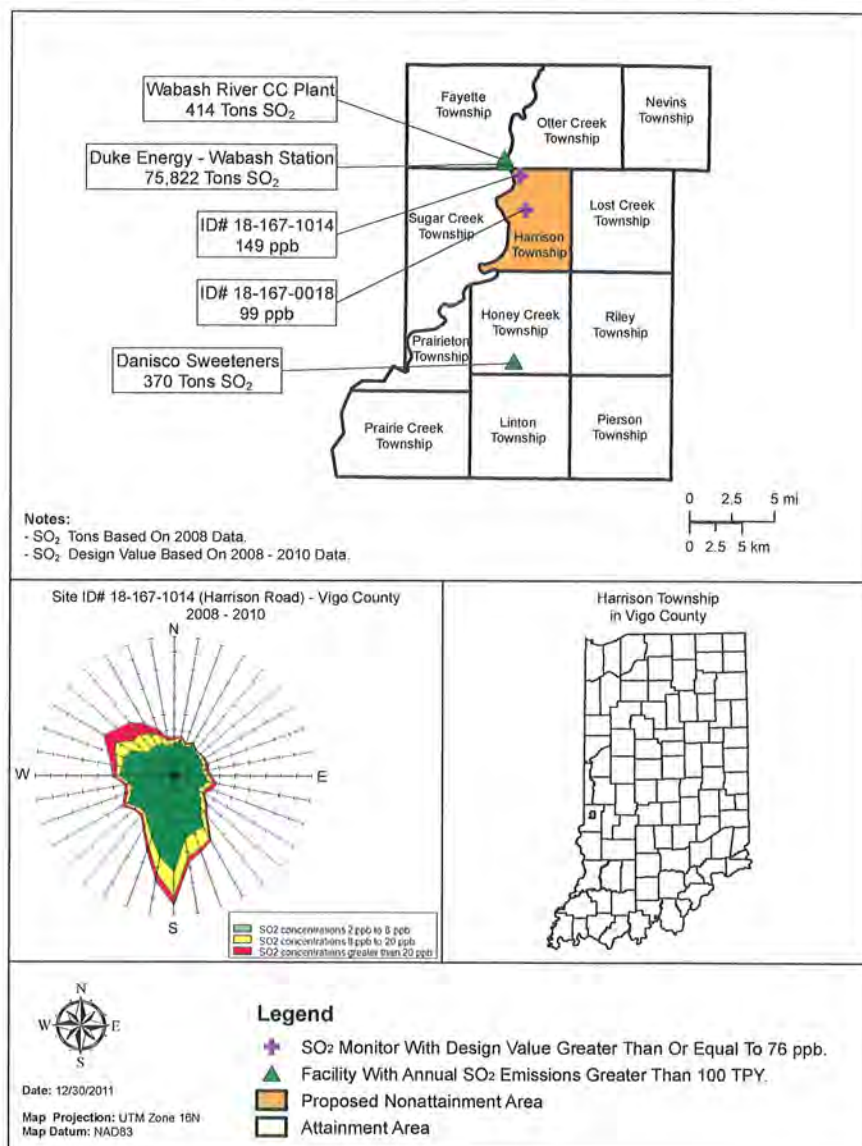 Wabash River CC Plant
414 Tons SO₂
Duke Energy - Wabash Station
75,822 Tons SO₂
ID# 18-167-1014
149 ppb
ID# 18-167-0018
99 ppb
Danisco Sweeteners
370 Tons SO₂
Fayette
Township
Otter Creek
Township
Nevins
Township
Sugar Creek
Township
Harrison
Township
Lost Creek
Township
Prairieton
Township
Honey Creek
Township
Riley
Township
Prairie Creek
Township
Linton
Township
Pierson
Township
0 2.5 5 mi
0 2.5 5 km
Notes:
- SO₂ Tons Based On 2008 Data.
- SO₂ Design Value Based On 2008 - 2010 Data.
Site ID# 18-167-1014 (Harrison Road) - Vigo County
2008 - 2010
N
W
E
S
SO2 concentrations 2 ppb to 8 ppb
SO2 concentrations 8 ppb to 20 ppb
SO2 concentrations greater than 20 ppb
Harrison Township
in Vigo County
N
W
E
S
Date: 12/30/2011
Map Projection: UTM Zone 16N
Map Datum: NAD83
Legend
SO₂ Monitor With Design Value Greater Than Or Equal To 76 ppb.
Facility With Annual SO₂ Emissions Greater Than 100 TPY.
Proposed Nonattainment Area
Attainment Area